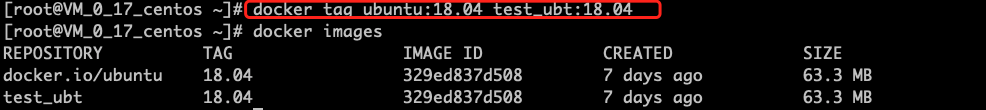 [root@VM_0_17_centos ~]# docker tag ubuntu:18.04 test_ubt:18.04
[root@VM_0_17_centos ~]# docker images
REPOSITORY TAG IMAGE ID CREATED SIZE
docker.io/ubuntu 18.04 329ed837d508 7 days ago 63.3 MB
test_ubt 18.04 329ed837d508 7 days ago 63.3 MB